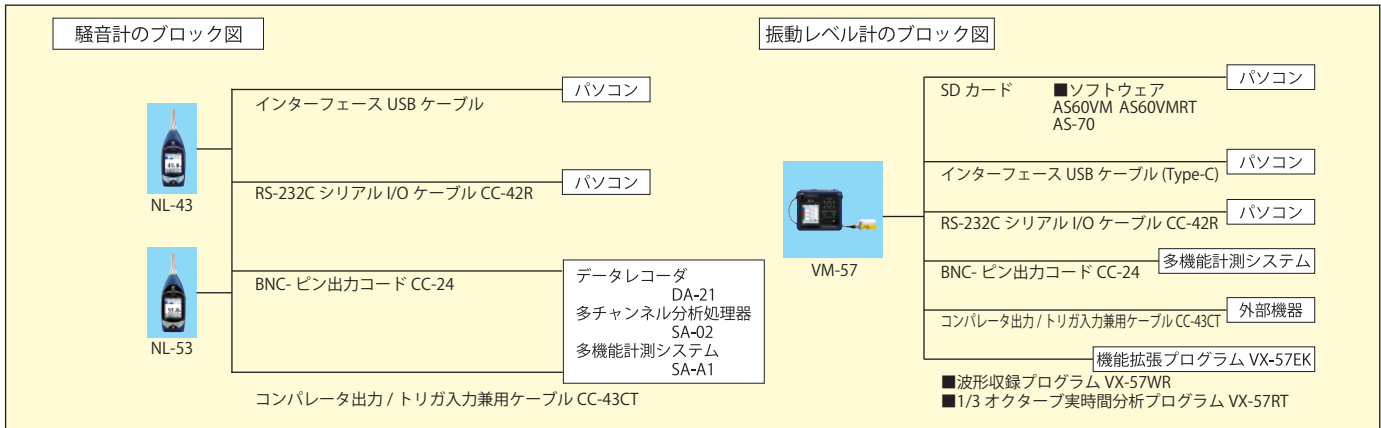 騒音計のブロック図
インターフェース USB ケーブル
パソコン
RS-232C シリアル I/O ケーブル CC-42R
パソコン
NL-43
BNC- ピン出力コード CC-24
データレコーダ
DA-21
多チャンネル分析処理器
SA-02
多機能計測システム
SA-A1
NL-53
コンパレータ出力 / トリガ入力兼用ケーブル CC-43CT
振動レベル計のブロック図
パソコン
SD カード ■ソフトウェア
AS60VM AS60VMRT
AS-70
パソコン
インターフェース USB ケーブル (Type-C)
パソコン
RS-232C シリアル I/O ケーブル CC-42R
VM-57
多機能計測システム
BNC- ピン出力コード CC-24
外部機器
コンパレータ出力 / トリガ入力兼用ケーブル CC-43CT
機能拡張プログラム VX-57EK
■波形収録プログラム VX-57WR
■1/3 オクターブ実時間分析プログラム VX-57RT